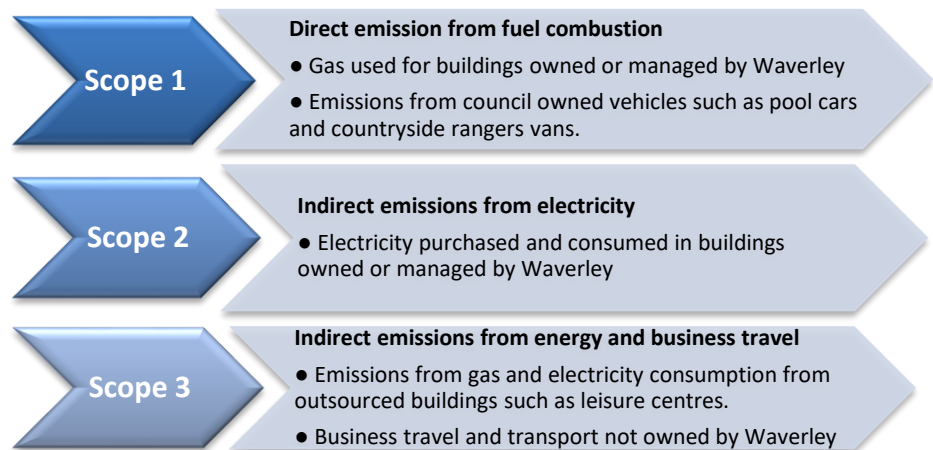 Scope 1
Direct emission from fuel combustion
● Gas used for buildings owned or managed by Waverley
● Emissions from council owned vehicles such as pool cars
and countryside rangers vans.
Scope 2
Indirect emissions from electricity
● Electricity purchased and consumed in buildings
owned or managed by Waverley
Scope 3
Indirect emissions from energy and business travel
● Emissions from gas and electricity consumption from
outsourced buildings such as leisure centres.
● Business travel and transport not owned by Waverley